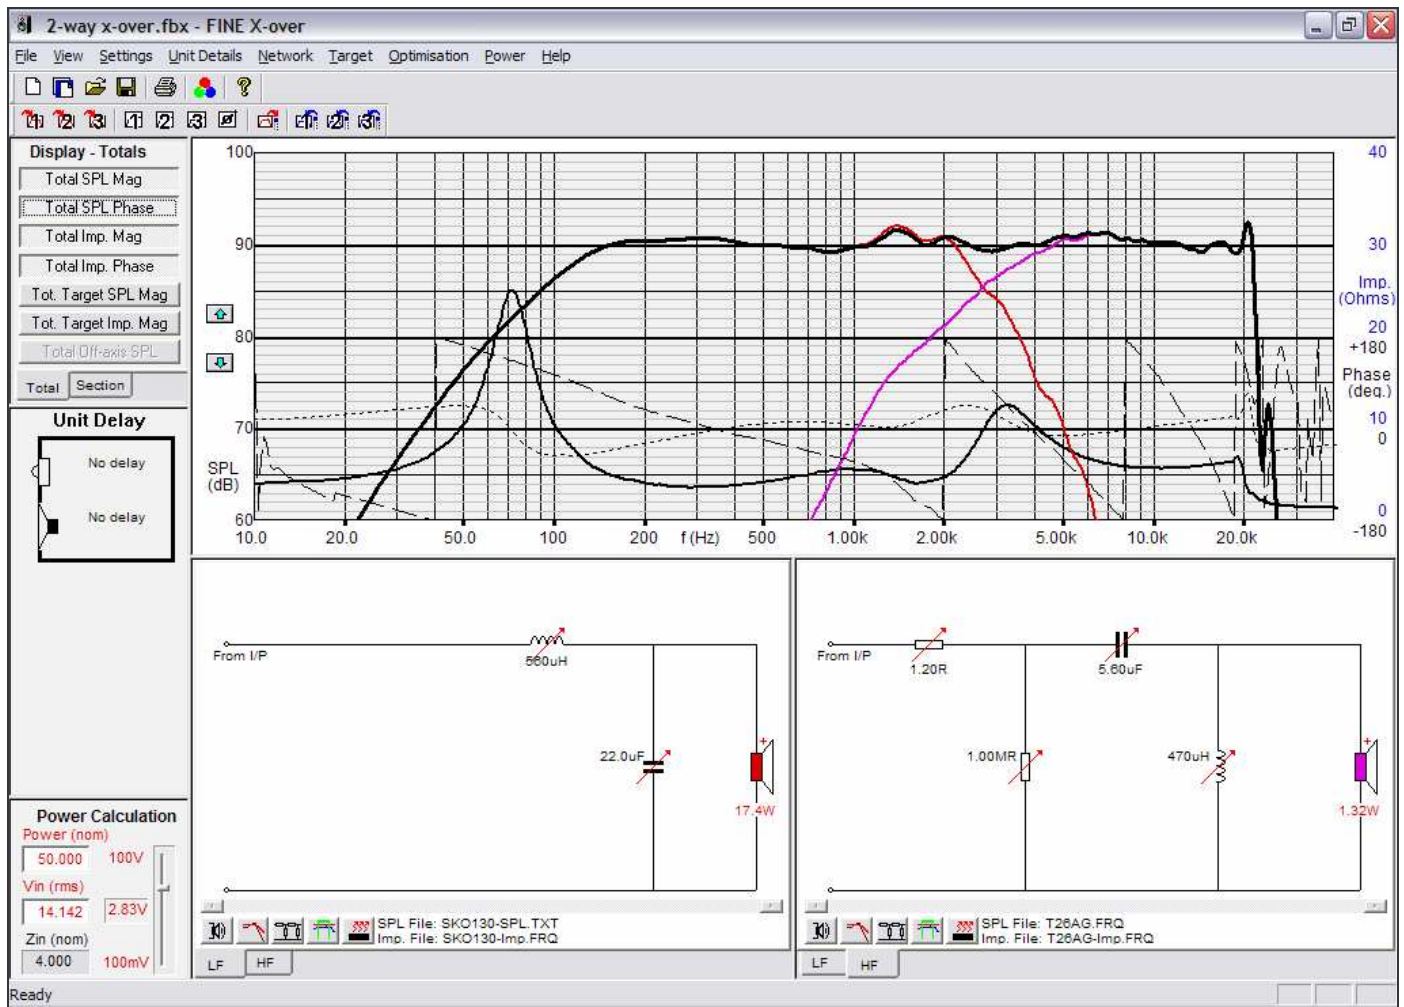 2-way x-over.fbx - FINE X-over
File View Settings Unit Details Network Target Optimisation Power Help
Display - Totals
Total SPL Mag
Total SPL Phase
Total Imp. Mag
Total Imp. Phase
Tot. Target SPL Mag
Tot. Target Imp. Mag
Total Off-axis SPL
Total Section
100
90
80
70
SPL
(dB)
60
40
30
Imp.
(Ohms)
20
+180
Phase
(deg.)
10
0
0
-180
10.0 20.0 50.0 100 200 f (Hz) 500 1.00k 2.00k 5.00k 10.0k 20.0k
Unit Delay
No delay
No delay
Power Calculation
Power (nom)
50.000 100V
Vin (rms)
14.142 2.83V
Zin (nom)
4.000 100mV
From I/P
560uH
22.0uF
17.4W
SPL File: SKO130-SPL.TXT
Imp. File: SKO130-Imp.FRQ
LF HF
From I/P
1.20R
5.60uF
1.00MR
470uH
1.32W
SPL File: T26AG.FRQ
Imp. File: T26AG-Imp.FRQ
LF HF
Ready